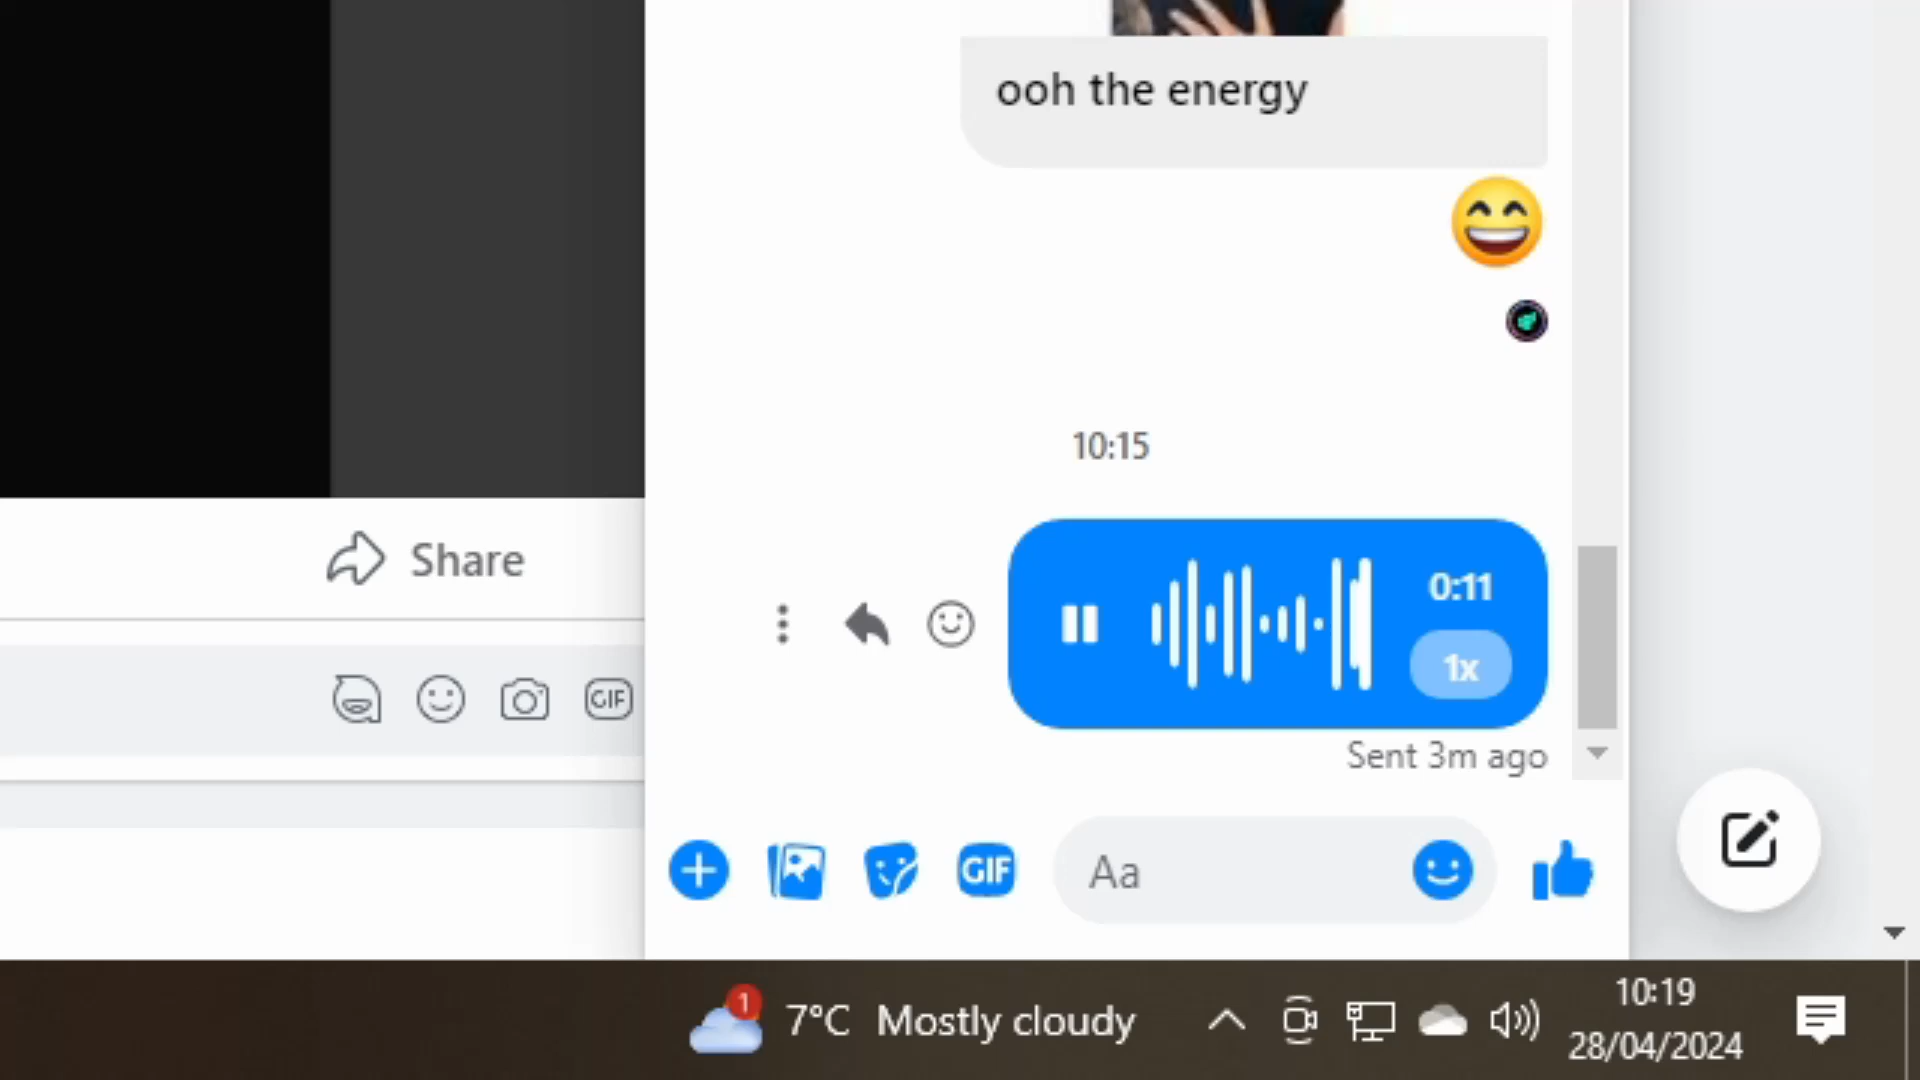 ooh the energy
10:15
Share
0:11
1x
GIF
Sent 3m ago
GIF
Aa
1
7°C Mostly cloudy
10:19
28/04/2024